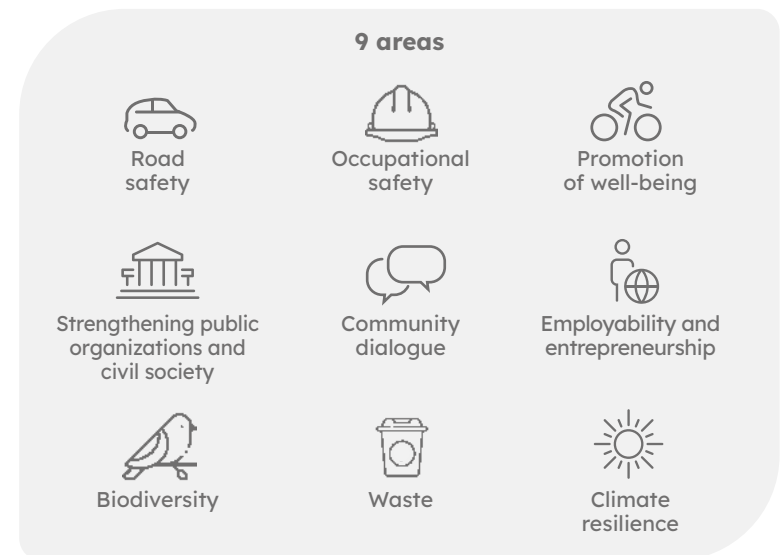 9 areas
Road
safety
Occupational
safety
Promotion
of well-being
Strengthening public
organizations and
civil society
Community
dialogue
Employability and
entrepreneurship
Biodiversity
Waste
Climate
resilience